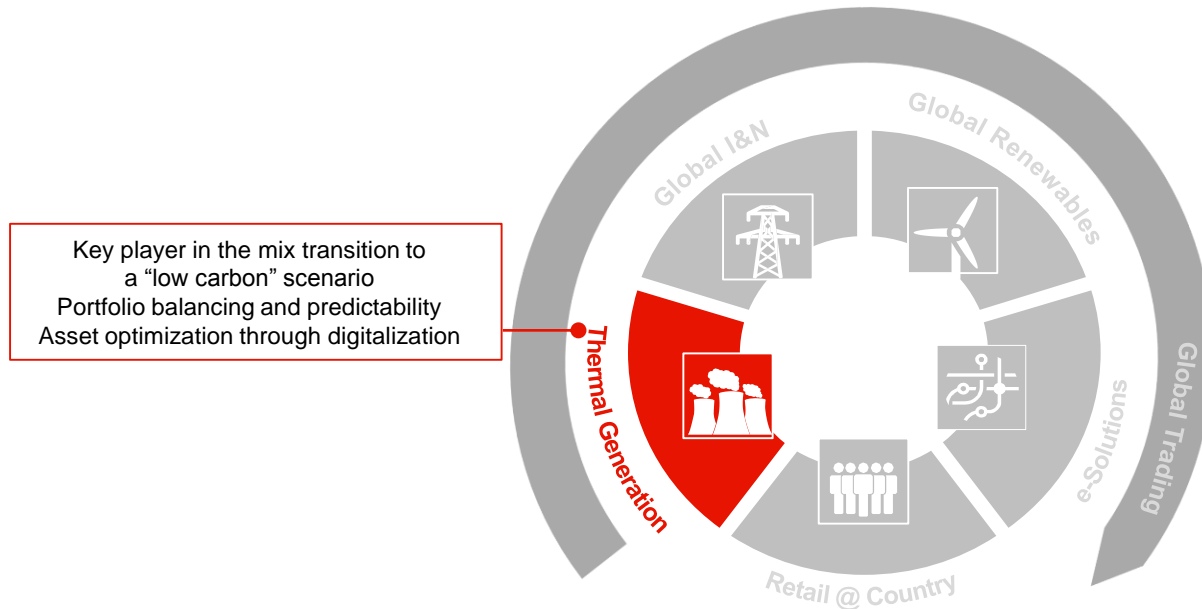 Key player in the mix transition to
a “low carbon” scenario
Portfolio balancing and predictability
Asset optimization through digitalization
Global I&N
Global Renewables
Thermal Generation
e-Solutions
Retail @ Country
Global Trading